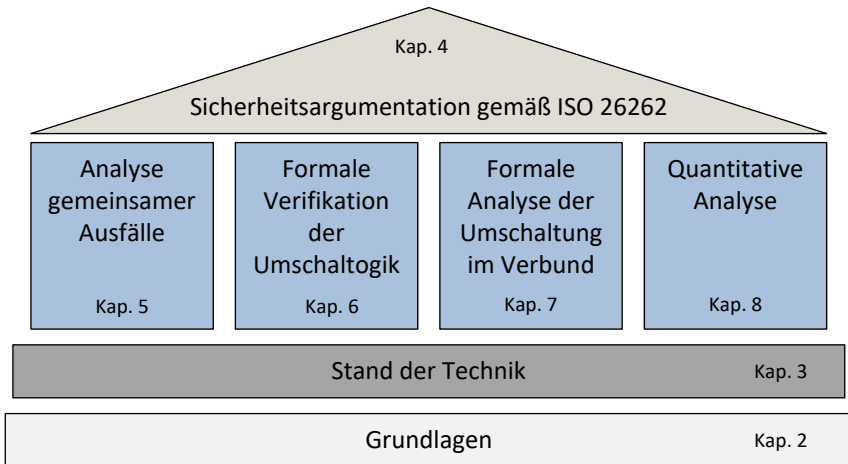 Kap. 4
Sicherheitsargumentation gemäß ISO 26262
Analyse
gemeinsamer
Ausfälle
Kap. 5
Formale
Verifikation
der
Umschaltogik
Kap. 6
Formale
Analyse der
Umschaltung
im Verbund
Kap. 7
Quantitative
Analyse
Kap. 8
Stand der Technik Kap. 3
Grundlagen Kap. 2